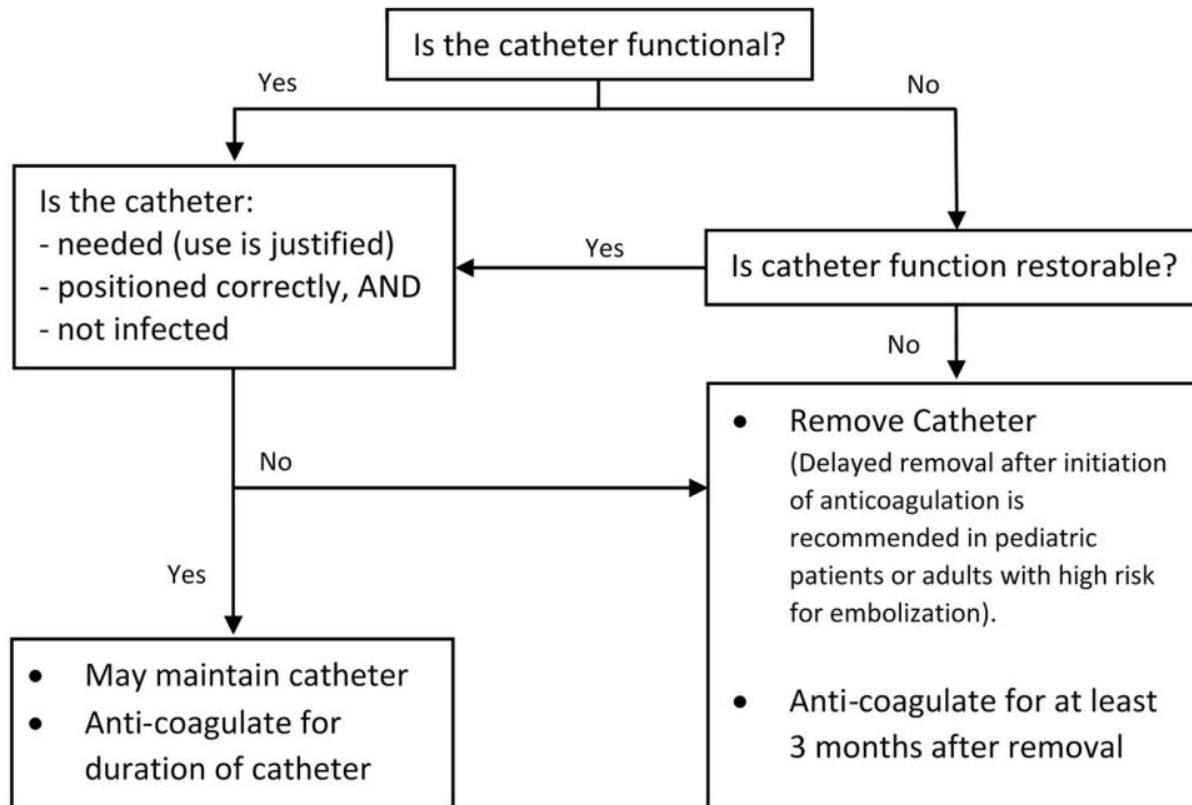 Is the catheter functional?
Yes
No
Is the catheter:
- needed (use is justified)
- positioned correctly, AND
- not infected
Yes
Is catheter function restorable?
No
• Remove Catheter
(Delayed removal after initiation
of anticoagulation is
recommended in pediatric
patients or adults with high risk
for embolization).
• Anti-coagulate for at least
3 months after removal
No
Yes
• May maintain catheter
• Anti-coagulate for
duration of catheter